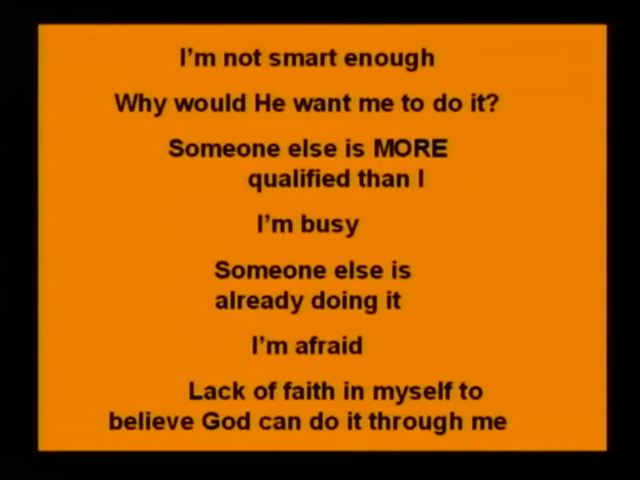 I'm not smart enough
Why would He want me to do it?
Someone else is MORE
qualified than I
I'm busy
Someone else is
already doing it
I'm afraid
Lack of faith in myself to
believe God can do it through me